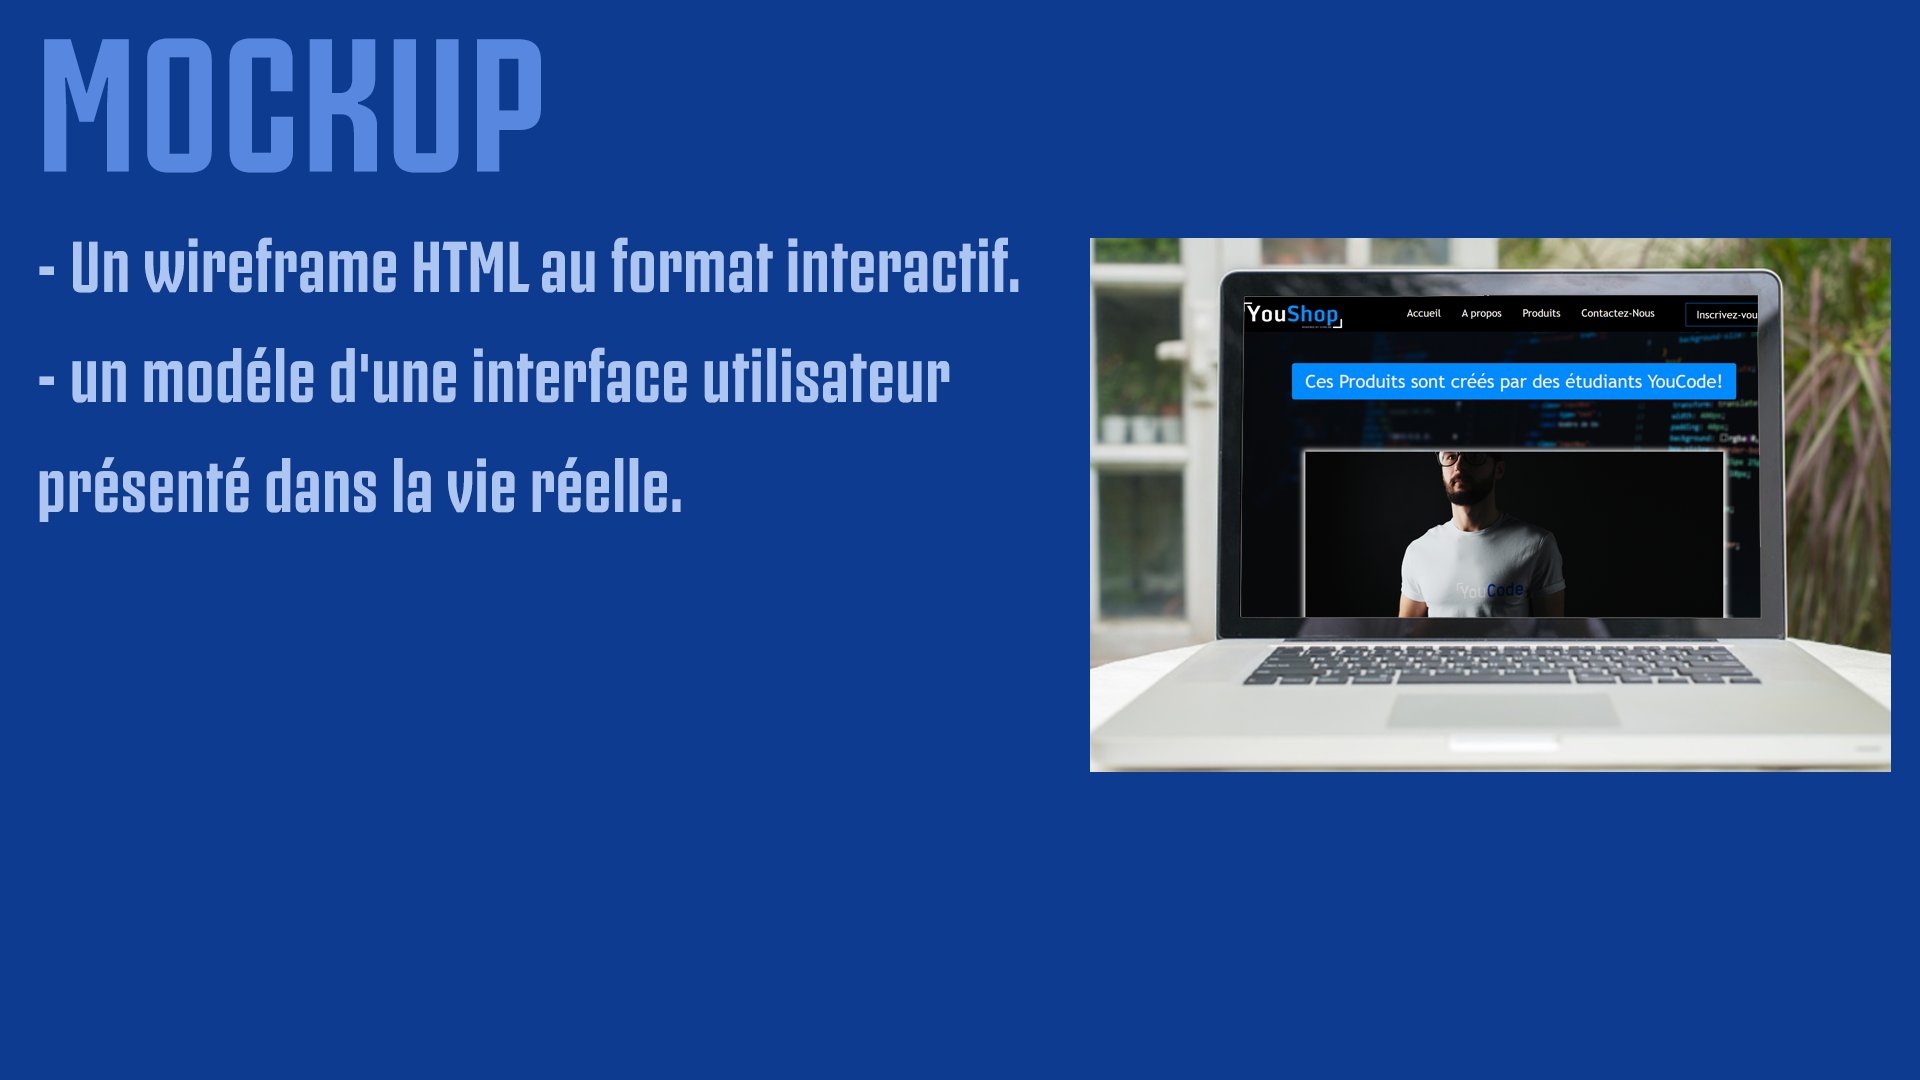 MOCKUP
- Un wireframe HTML au format interactif.
- un modéle d'une interface utilisateur
présenté dans la vie réelle.
YouShop
Accueil A propos Produits Contactez-Nous Inscrivez-vou
Ces Produits sont créés par des étudiants YouCode!
YouCode